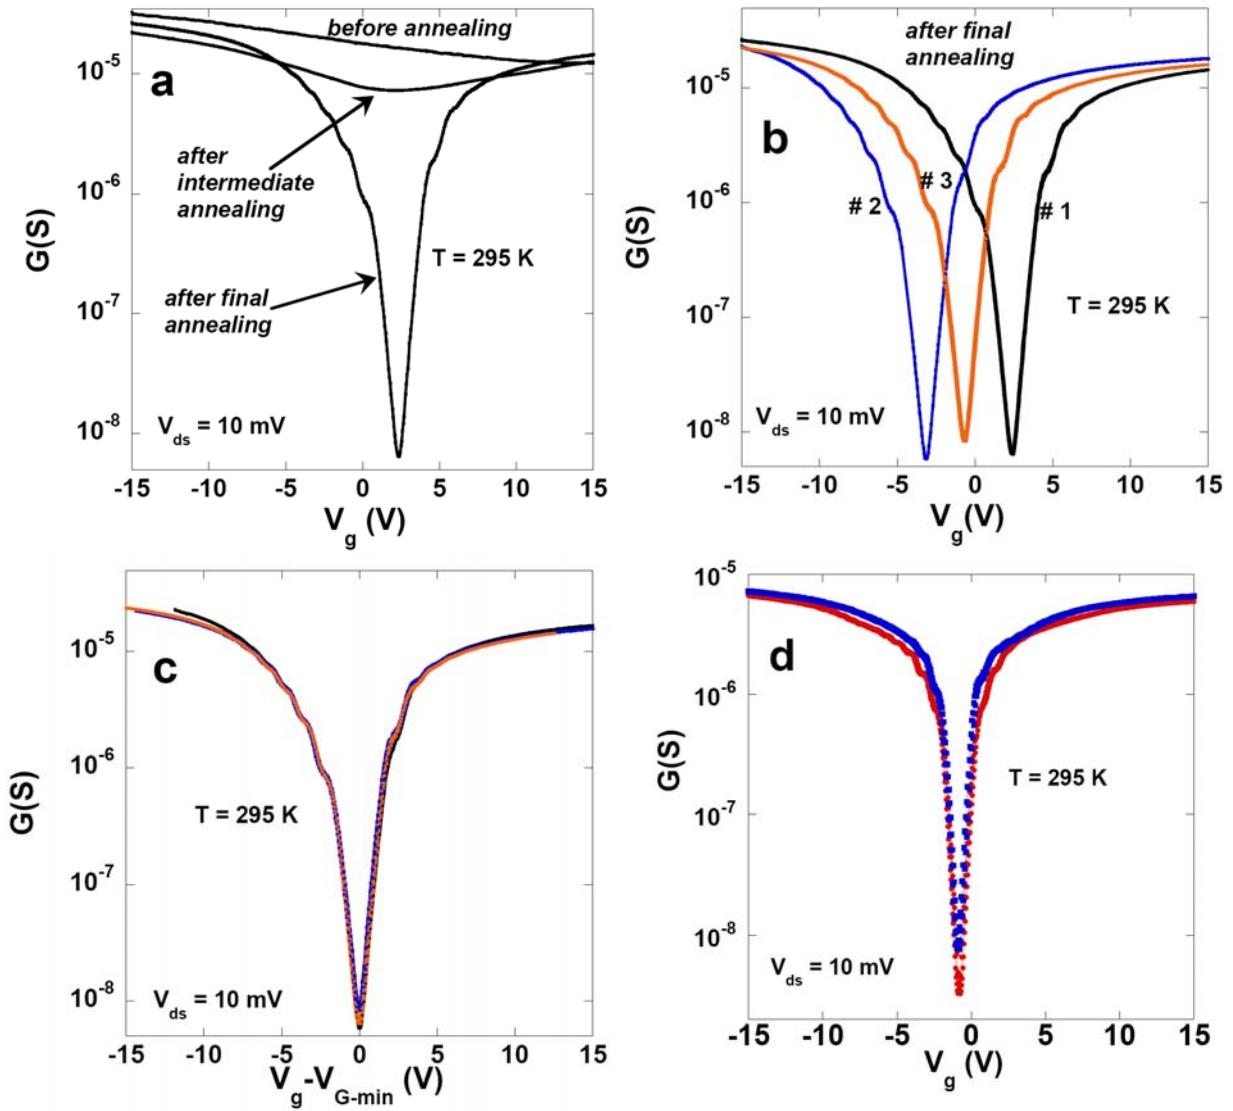 before annealing
a
10⁻⁵
after
intermediate
annealing
10⁻⁶
G(S)
T = 295 K
after final
annealing
10⁻⁷
10⁻⁸
V_ds = 10 mV
-15 -10 -5 0 5 10 15
V_g (V)
after final
annealing
10⁻⁵
b
# 3
# 2
# 1
10⁻⁶
G(S)
10⁻⁷
T = 295 K
10⁻⁸
V_ds = 10 mV
-15 -10 -5 0 5 10 15
V_g (V)
10⁻⁵
c
10⁻⁶
G(S)
T = 295 K
10⁻⁷
10⁻⁸
V_ds = 10 mV
-15 -10 -5 0 5 10 15
V_g-V_G-min (V)
10⁻⁵
d
10⁻⁶
G(S)
T = 295 K
10⁻⁷
10⁻⁸
V_ds = 10 mV
-15 -10 -5 0 5 10 15
V_g (V)